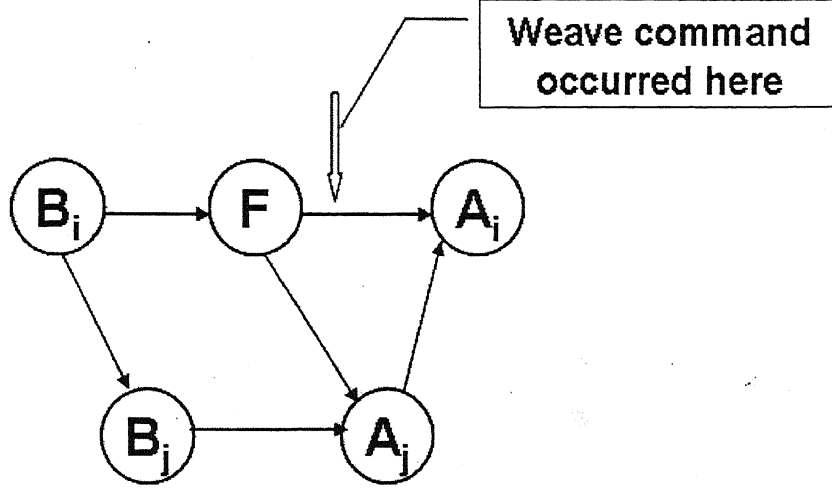 Weave command
occurred here
Bi
F
Ai
Bj
Aj